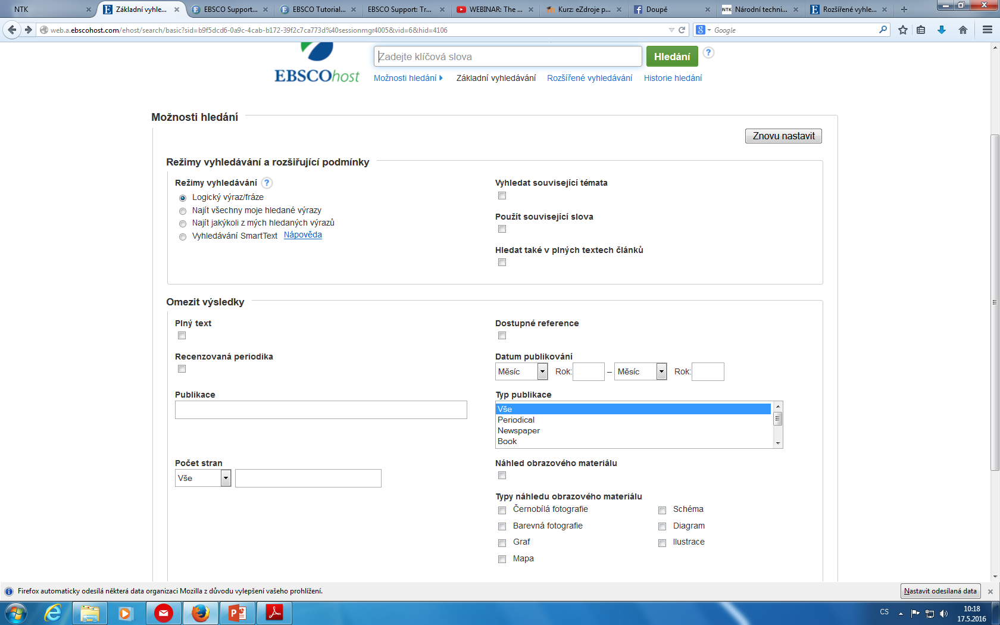 NTK
Základní vyhle...
EBSCO Support...
EBSCO Tutorial...
EBSCO Support: Tr...
WEBINAR: The ...
Kurz: eZdroje p...
Doupě
NTK Národní techni...
Rozšířené vyhle...
web.a.ebscohost.com/ehost/search/basic?sid=b9f5dcd6-0a9c-4cab-b172-39f2c7ca773d%40sessionmgr4005&vid=6&hid=4106
Google
EBSCOhost
Zadejte klíčová slova
Hledání
Možnosti hledání
Základní vyhledávání
Rozšířené vyhledávání
Historie hledání
Možnosti hledání
Znovu nastavit
Režimy vyhledávání a rozšiřující podmínky
Režimy vyhledávání
Logický výraz/fráze
Najít všechny moje hledané výrazy
Najít jakýkoli z mých hledaných výrazů
Vyhledávání SmartText Nápověda
Vyhledat související témata
Použít související slova
Hledat také v plných textech článků
Omezit výsledky
Plný text
Dostupné reference
Recenzovaná periodika
Datum publikování
Měsíc Rok: – Měsíc Rok:
Publikace
Typ publikace
Vše
Periodical
Newspaper
Book
Počet stran
Vše
Náhled obrazového materiálu
Typy náhledu obrazového materiálu
Černobílá fotografie
Schéma
Barevná fotografie
Diagram
Graf
Ilustrace
Mapa
Firefox automaticky odesílá některá data organizaci Mozilla z důvodu vylepšení vašeho prohlížení.
Nastavit odesílaná data
CS
10:18
17.5.2016